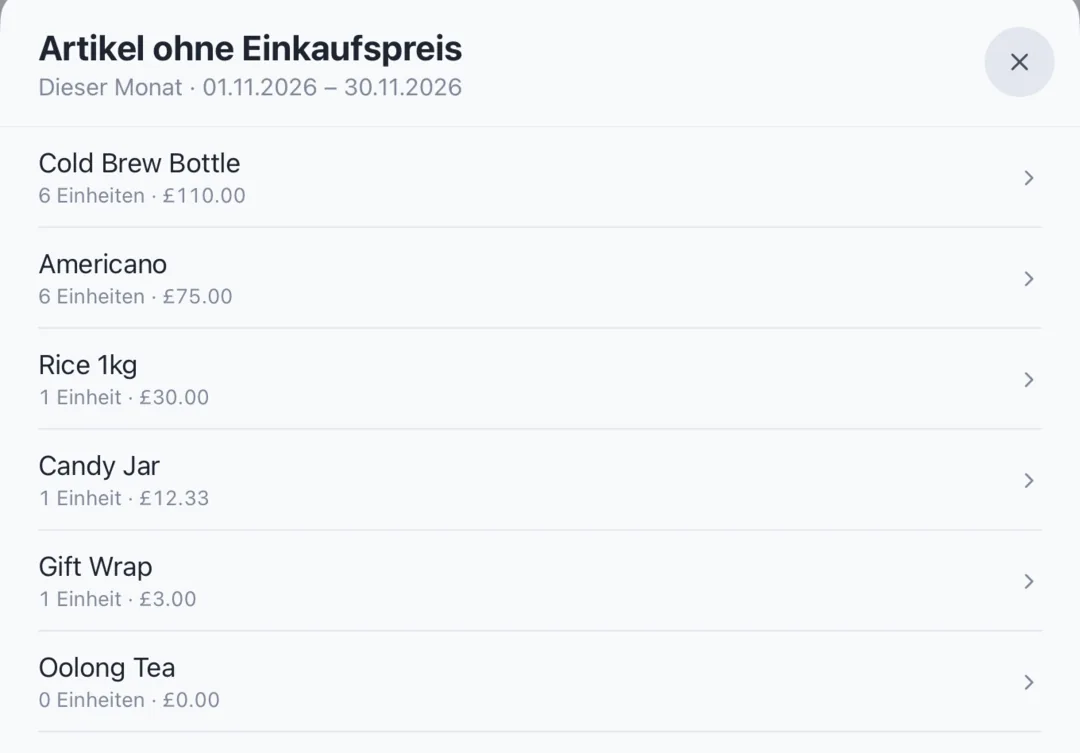 Artikel ohne Einkaufspreis
Dieser Monat · 01.11.2026 – 30.11.2026
Cold Brew Bottle
6 Einheiten · £110.00
Americano
6 Einheiten · £75.00
Rice 1kg
1 Einheit · £30.00
Candy Jar
1 Einheit · £12.33
Gift Wrap
1 Einheit · £3.00
Oolong Tea
0 Einheiten · £0.00